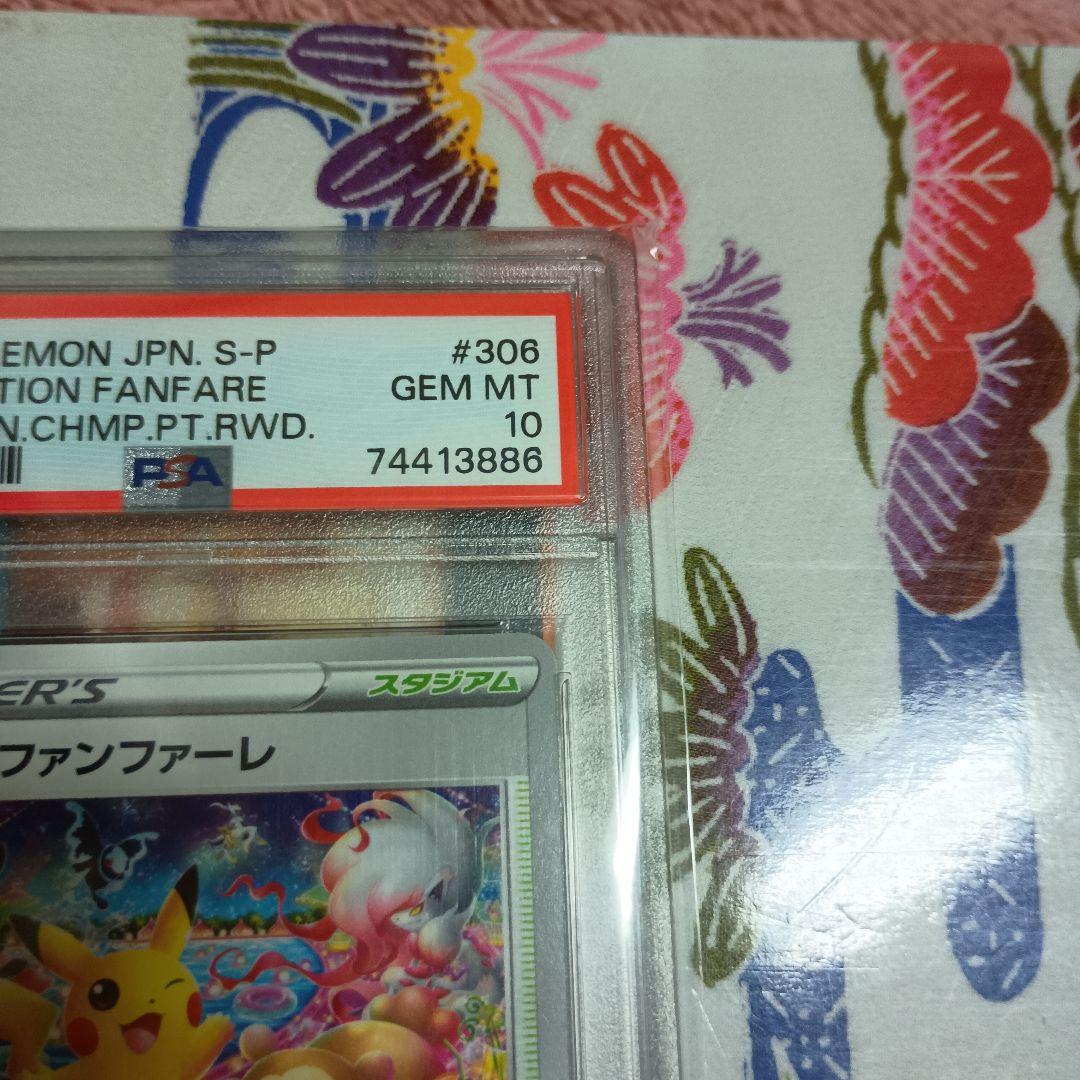 EMON JPN. S-P #306
TION FANFARE GEM MT
N.CHMP.PT.RWD. 10
PSA 74413886
ER'S スタジアム
ファンファーレ